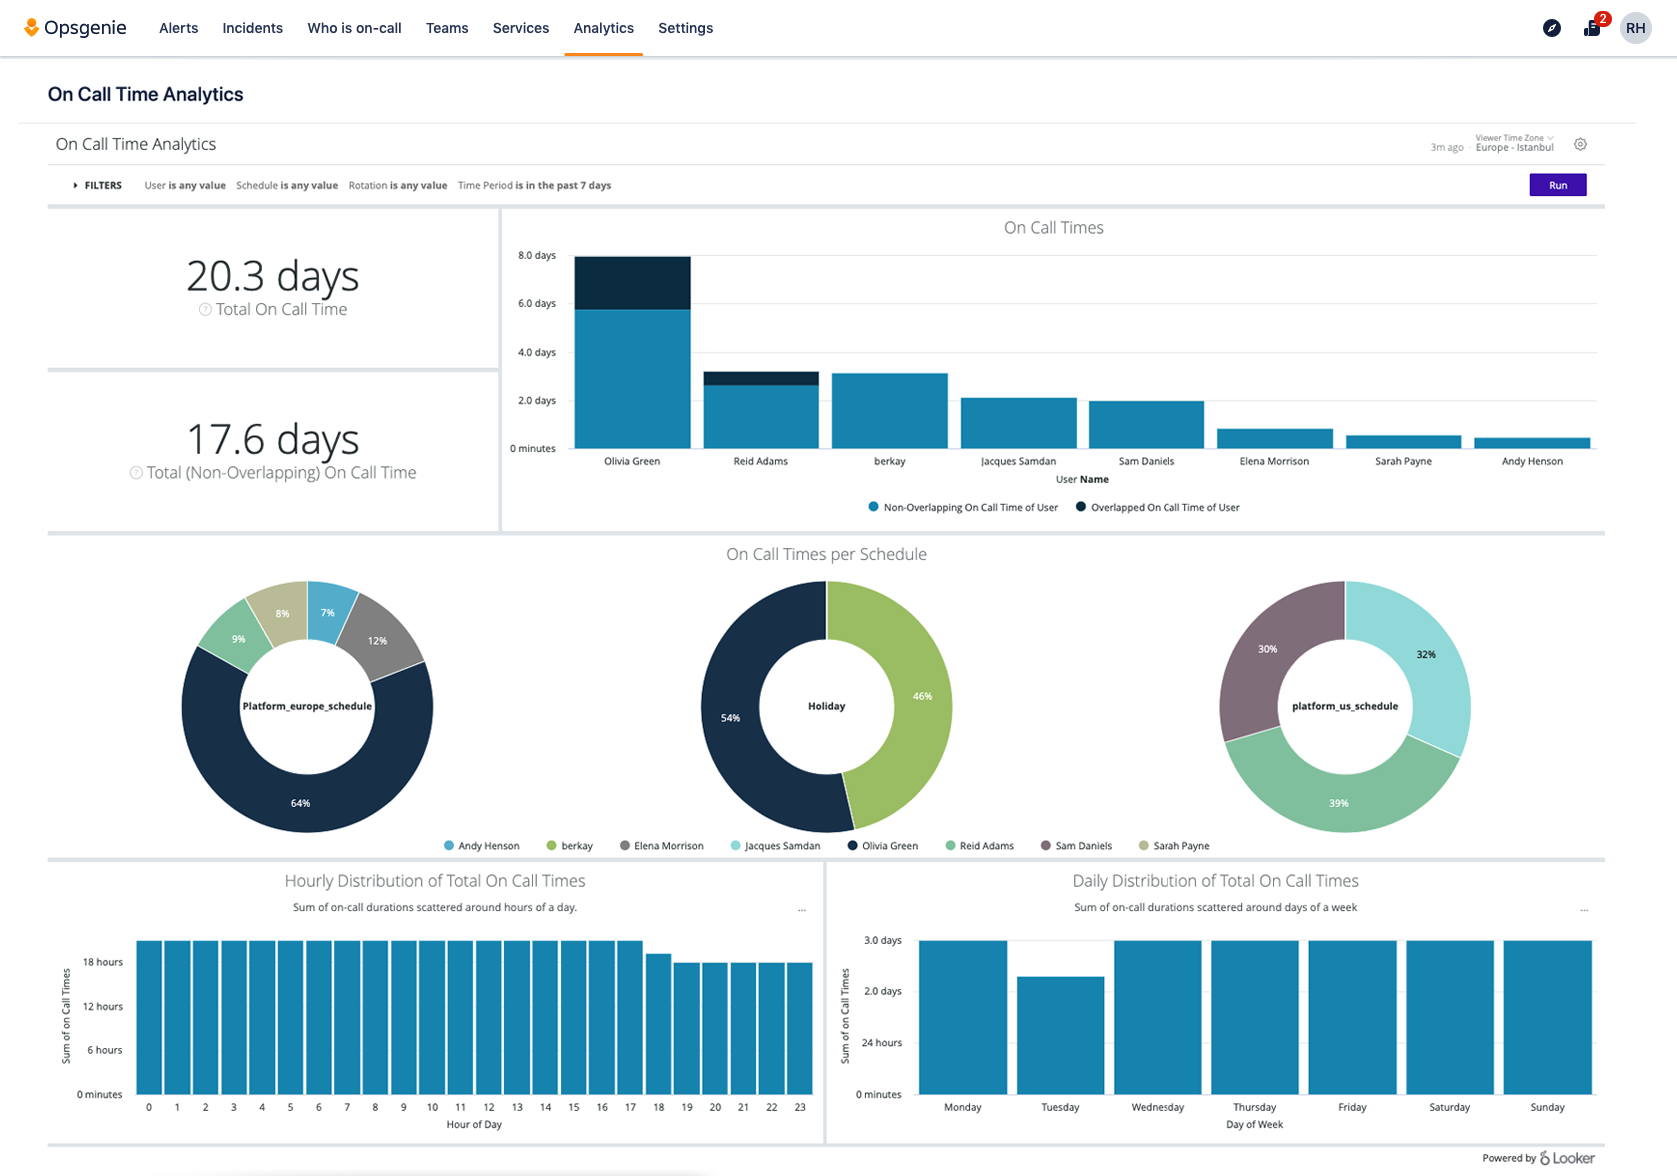 Opsgenie Alerts Incidents Who is on-call Teams Services Analytics Settings 2 RH
On Call Time Analytics
On Call Time Analytics
Viewer Time Zone
3m ago · Europe - Istanbul
FILTERS User is any value Schedule is any value Rotation is any value Time Period is in the past 7 days Run
20.3 days
? Total On Call Time
17.6 days
? Total (Non-Overlapping) On Call Time
On Call Times
8.0 days
6.0 days
4.0 days
2.0 days
0 minutes
Olivia Green Reid Adams berkay Jacques Samdan Sam Daniels Elena Morrison Sarah Payne Andy Henson
User Name
Non-Overlapping On Call Time of User Overlapped On Call Time of User
On Call Times per Schedule
8% 7%
9% 12%
Platform_europe_schedule
64%
46%
Holiday
54%
30% 32%
platform_us_schedule
39%
Andy Henson berkay Elena Morrison Jacques Samdan Olivia Green Reid Adams Sam Daniels Sarah Payne
Hourly Distribution of Total On Call Times
Sum of on-call durations scattered around hours of a day.
...
Sum of on Call Times
18 hours
12 hours
6 hours
0 minutes
0 1 2 3 4 5 6 7 8 9 10 11 12 13 14 15 16 17 18 19 20 21 22 23
Hour of Day
Daily Distribution of Total On Call Times
Sum of on-call durations scattered around days of a week
...
Sum of on Call Times
3.0 days
2.0 days
24 hours
0 minutes
Monday Tuesday Wednesday Thursday Friday Saturday Sunday
Day of Week
Powered by Looker